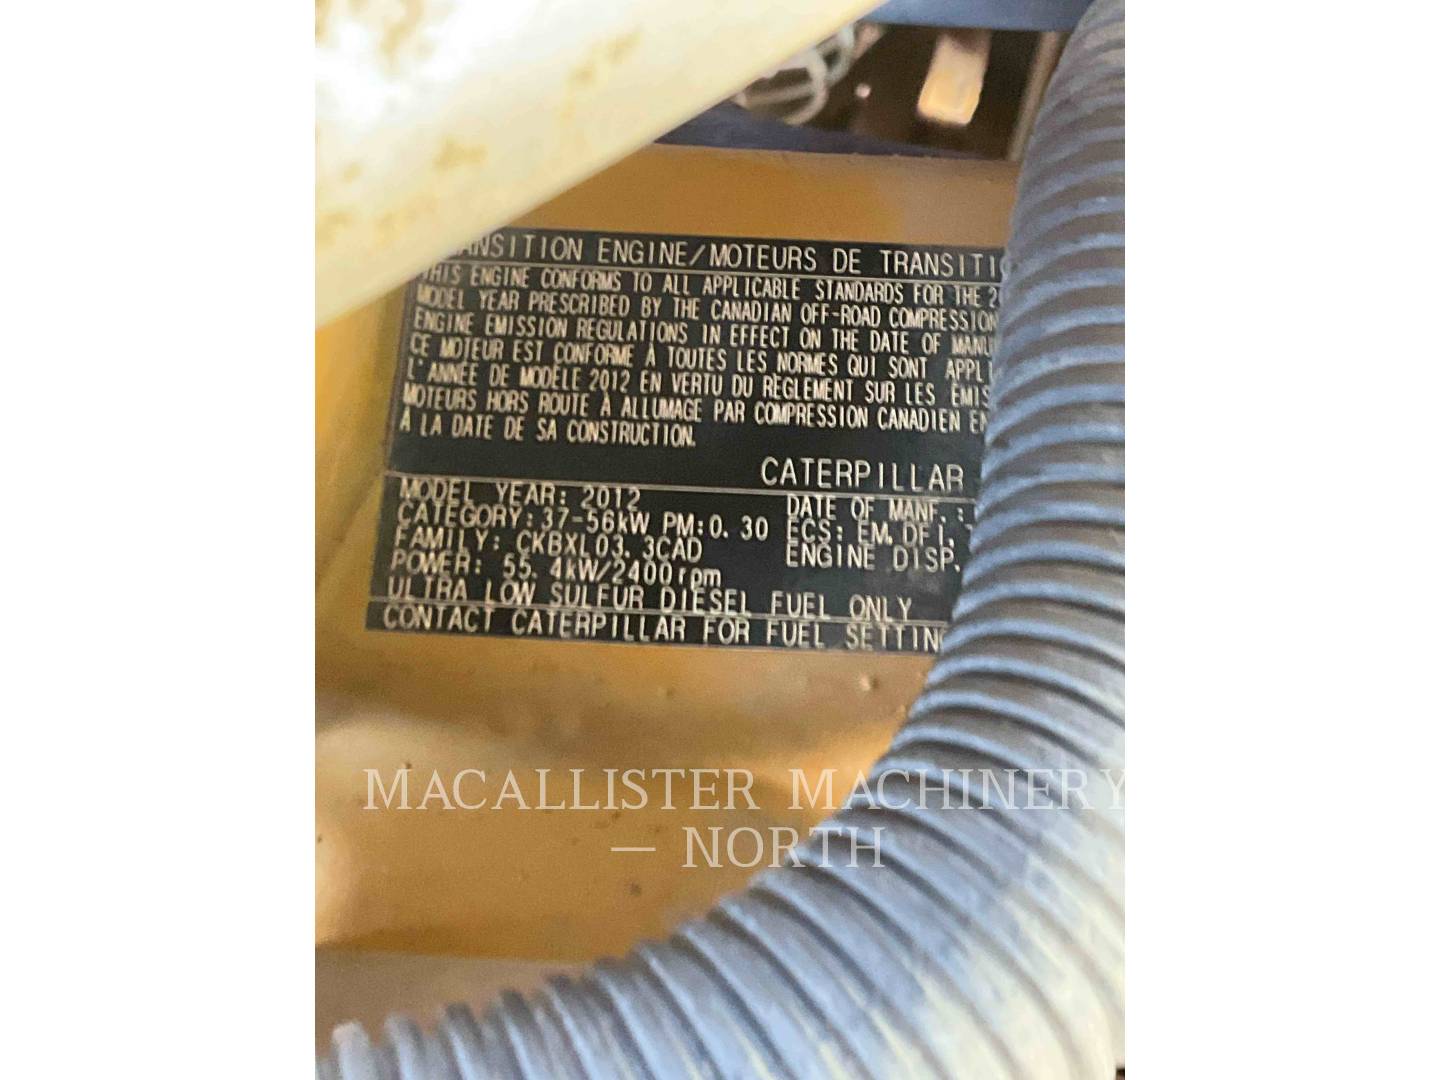 ANSITION ENGINE/MOTEURS DE TRANSITI
THIS ENGINE CONFORMS TO ALL APPLICABLE STANDARDS FOR THE 2
MODEL YEAR PRESCRIBED BY THE CANADIAN OFF-ROAD COMPRESSION
ENGINE EMISSION REGULATIONS IN EFFECT ON THE DATE OF MANU
CE MOTEUR EST CONFORME À TOUTES LES NORMES QUI SONT APPLI
L'ANNÉE DE MODÈLE 2012 EN VERTU DU RÈGLEMENT SUR LES ÉMIS
MOTEURS HORS ROUTE À ALLUMAGE PAR COMPRESSION CANADIEN EN
À LA DATE DE SA CONSTRUCTION.
CATERPILLAR
MODEL YEAR: 2012 DATE OF MANF.:
CATEGORY: 37-56kW PM: 0.30 ECS: EM, DFI,
FAMILY: CKBXL03.3CAD ENGINE DISP.
POWER: 55.4kW/2400rpm
ULTRA LOW SULFUR DIESEL FUEL ONLY
CONTACT CATERPILLAR FOR FUEL SETTIN
MACALLISTER MACHINERY
— NORTH